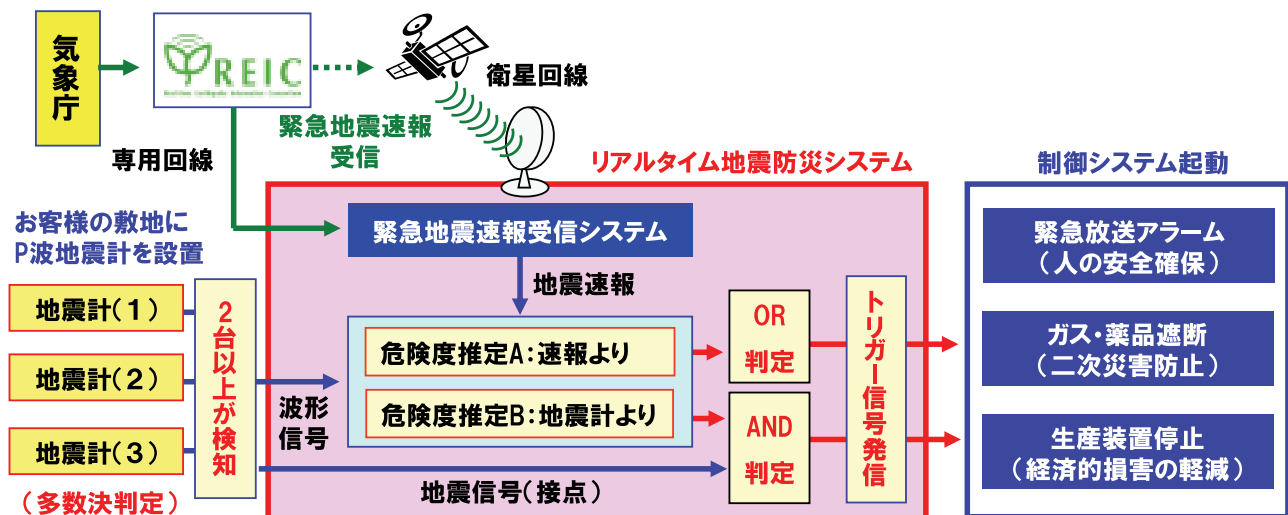 気象庁
REIC
衛星回線
緊急地震速報
受信
専用回線
リアルタイム地震防災システム
制御システム起動
お客様の敷地に
P波地震計を設置
緊急地震速報受信システム
地震速報
地震計(1)
地震計(2)
地震計(3)
(多数決判定)
2台以上が検知
波形
信号
危険度推定A:速報より
危険度推定B:地震計より
地震信号(接点)
OR
判定
AND
判定
トリガー信号発信
緊急放送アラーム
(人の安全確保)
ガス・薬品遮断
(二次災害防止)
生産装置停止
(経済的損害の軽減)